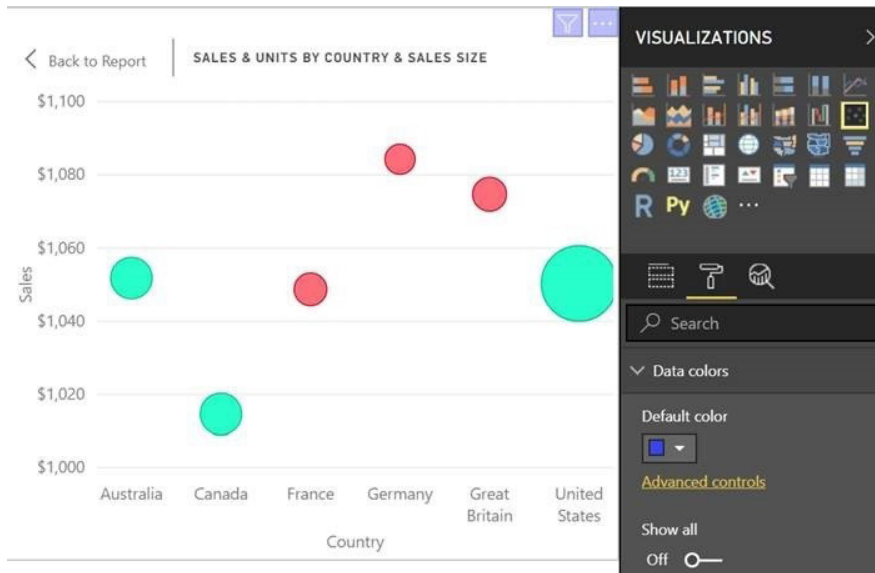 Back to Report
SALES & UNITS BY COUNTRY & SALES SIZE
$1,100
$1,080
$1,060
$1,040
$1,020
$1,000
Sales
Australia
Canada
France
Germany
Great
Britain
United
States
Country
VISUALIZATIONS
123
R Py ...
Search
Data colors
Default color
Advanced controls
Show all
Off